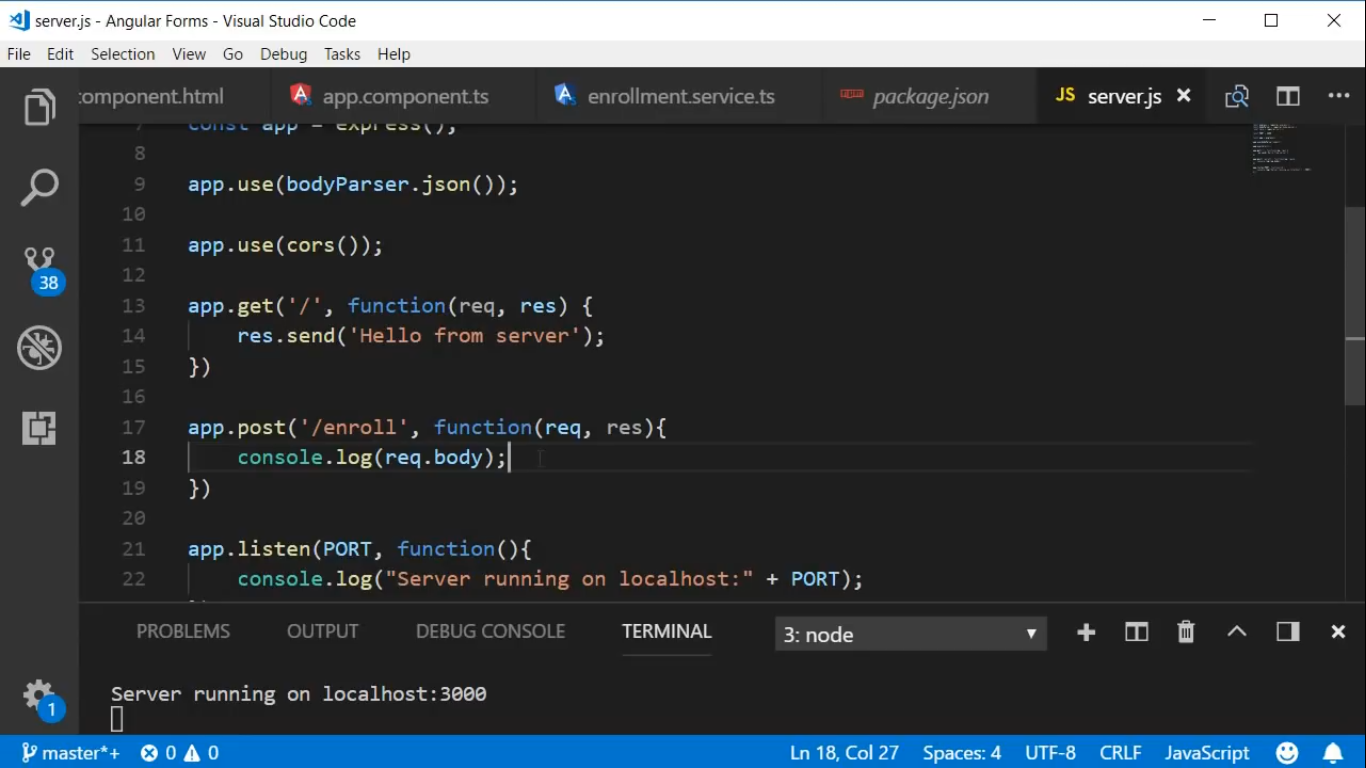 server.js - Angular Forms - Visual Studio Code
File Edit Selection View Go Debug Tasks Help
component.html app.component.ts enrollment.service.ts package.json JS server.js
7 const app = express();
8
9 app.use(bodyParser.json());
10
11 app.use(cors());
12
13 app.get('/', function(req, res) {
14 res.send('Hello from server');
15 })
16
17 app.post('/enroll', function(req, res){
18 console.log(req.body);
19 })
20
21 app.listen(PORT, function(){
22 console.log("Server running on localhost:" + PORT);
38
PROBLEMS OUTPUT DEBUG CONSOLE TERMINAL 3: node
Server running on localhost:3000
1
master*+ 0 0 Ln 18, Col 27 Spaces: 4 UTF-8 CRLF JavaScript